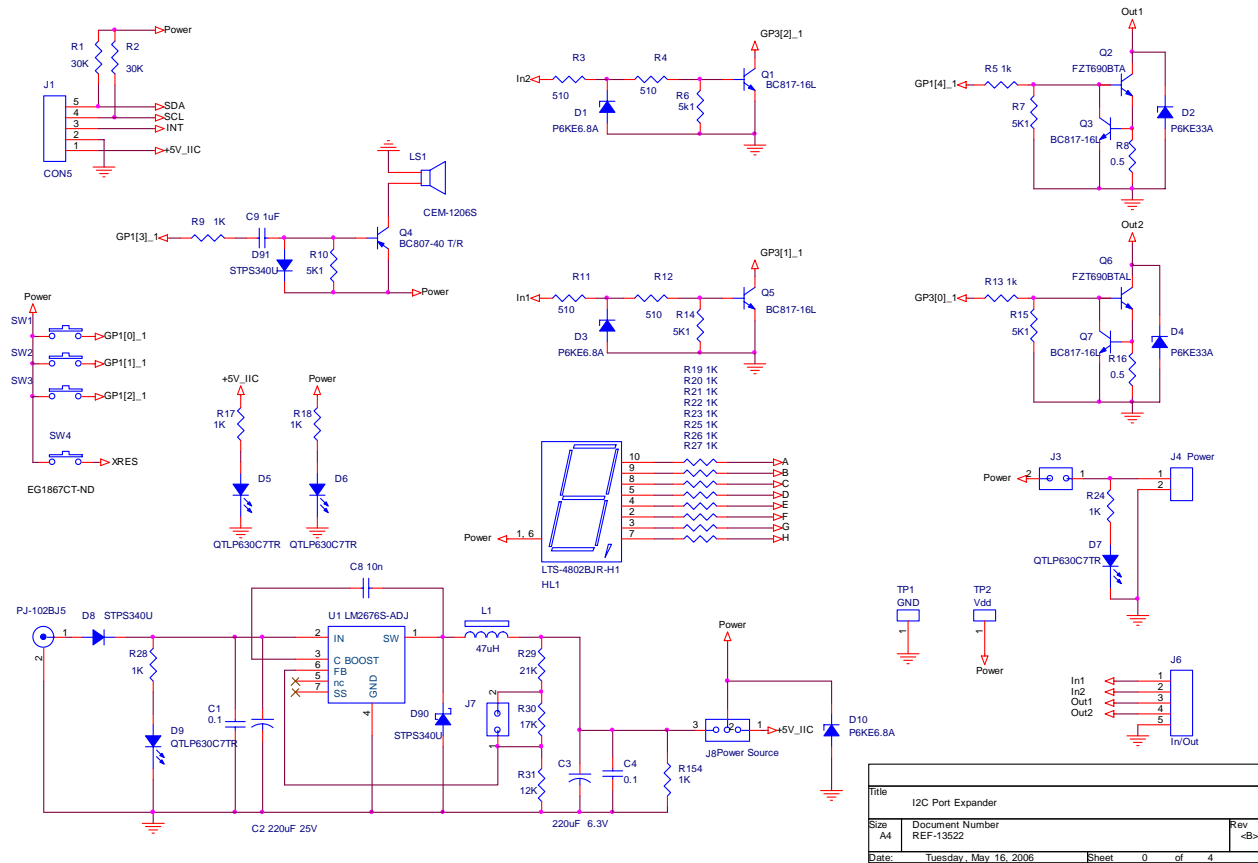 Power
R1
30K
R2
30K
J1
5
4
3
2
1
SDA
SCL
INT
+5V_IIC
CON5
In2
R3
510
R4
510
D1
P6KE6.8A
R6
5k1
GP3[2]_1
Q1
BC817-16L
Out1
Q2
FZT690BTA
GP1[4]_1
R5 1k
R7
5K1
Q3
BC817-16L
R8
0.5
D2
P6KE33A
LS1
CEM-1206S
GP1[3]_1
R9 1K
C9 1uF
D91
STPS340U
R10
5K1
Q4
BC807-40 T/R
Power
In1
R11
510
R12
510
D3
P6KE6.8A
R14
5K1
GP3[1]_1
Q5
BC817-16L
Out2
Q6
FZT690BTAL
GP3[0]_1
R13 1k
R15
5K1
Q7
BC817-16L
R16
0.5
D4
P6KE33A
Power
SW1
GP1[0]_1
SW2
GP1[1]_1
SW3
GP1[2]_1
SW4
XRES
EG1867CT-ND
+5V_IIC
R17
1K
D5
QTLP630C7TR
Power
R18
1K
D6
QTLP630C7TR
R19 1K
R20 1K
R21 1K
R22 1K
R23 1K
R25 1K
R26 1K
R27 1K
10
9
8
5
4
2
3
7
A
B
C
D
E
F
G
H
Power
1, 6
LTS-4802BJR-H1
HL1
J3
Power
2
1
J4 Power
1
2
R24
1K
D7
QTLP630C7TR
PJ-102BJ5
1
2
D8 STPS340U
R28
1K
D9
QTLP630C7TR
C1
0.1
C2 220uF 25V
C8 10n
U1 LM2676S-ADJ
2
IN
SW
1
3
C BOOST
6
FB
5
nc
7
SS
GND
4
D90
STPS340U
L1
47uH
R29
21K
J7
2
1
R30
17K
R31
12K
C3
220uF 6.3V
C4
0.1
R154
1K
Power
3
2
1
+5V_IIC
J8Power Source
D10
P6KE6.8A
TP1
GND
1
TP2
Vdd
1
Power
J6
In1
In2
Out1
Out2
1
2
3
4
5
In/Out
Title
I2C Port Expander
Size
A4
Document Number
REF-13522
Rev
<B>
Date:
Tuesday, May 16, 2006
Sheet
0
of
4